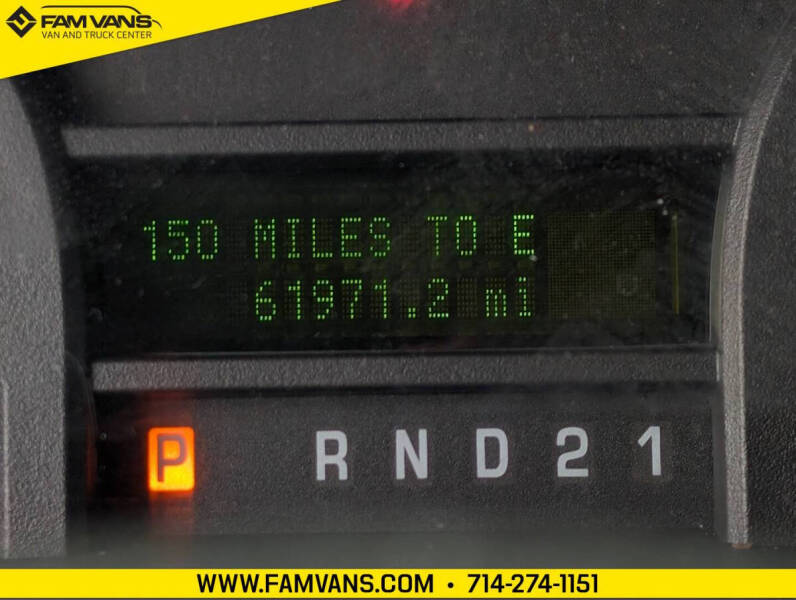 FAM VANS
VAN AND TRUCK CENTER
150 MILES TO E
61971.2 mi
P R N D 2 1
WWW.FAMVANS.COM • 714-274-1151